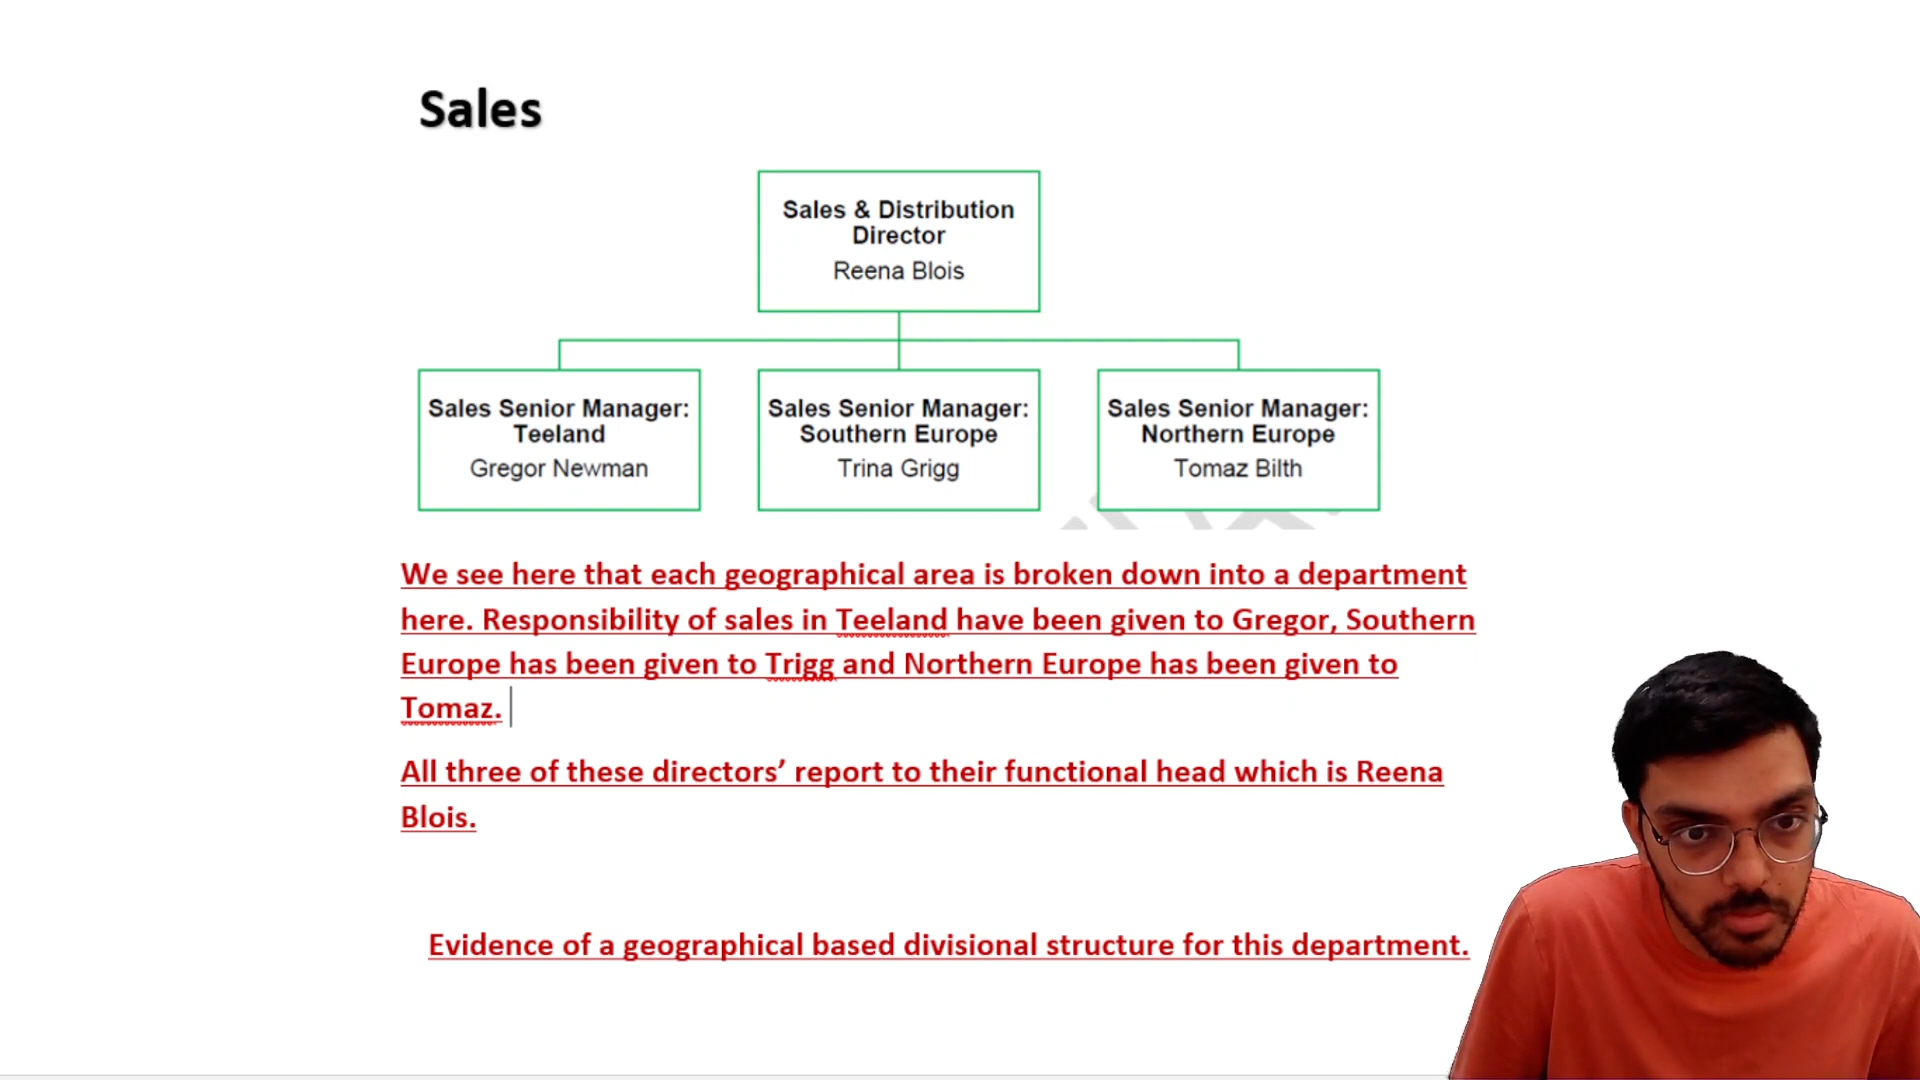 Sales
Sales & Distribution
Director
Reena Blois
Sales Senior Manager:
Teeland
Gregor Newman
Sales Senior Manager:
Southern Europe
Trina Grigg
Sales Senior Manager:
Northern Europe
Tomaz Bilth
We see here that each geographical area is broken down into a department
here. Responsibility of sales in Teeland have been given to Gregor, Southern
Europe has been given to Trigg and Northern Europe has been given to
Tomaz.
All three of these directors’ report to their functional head which is Reena
Blois.
Evidence of a geographical based divisional structure for this department.